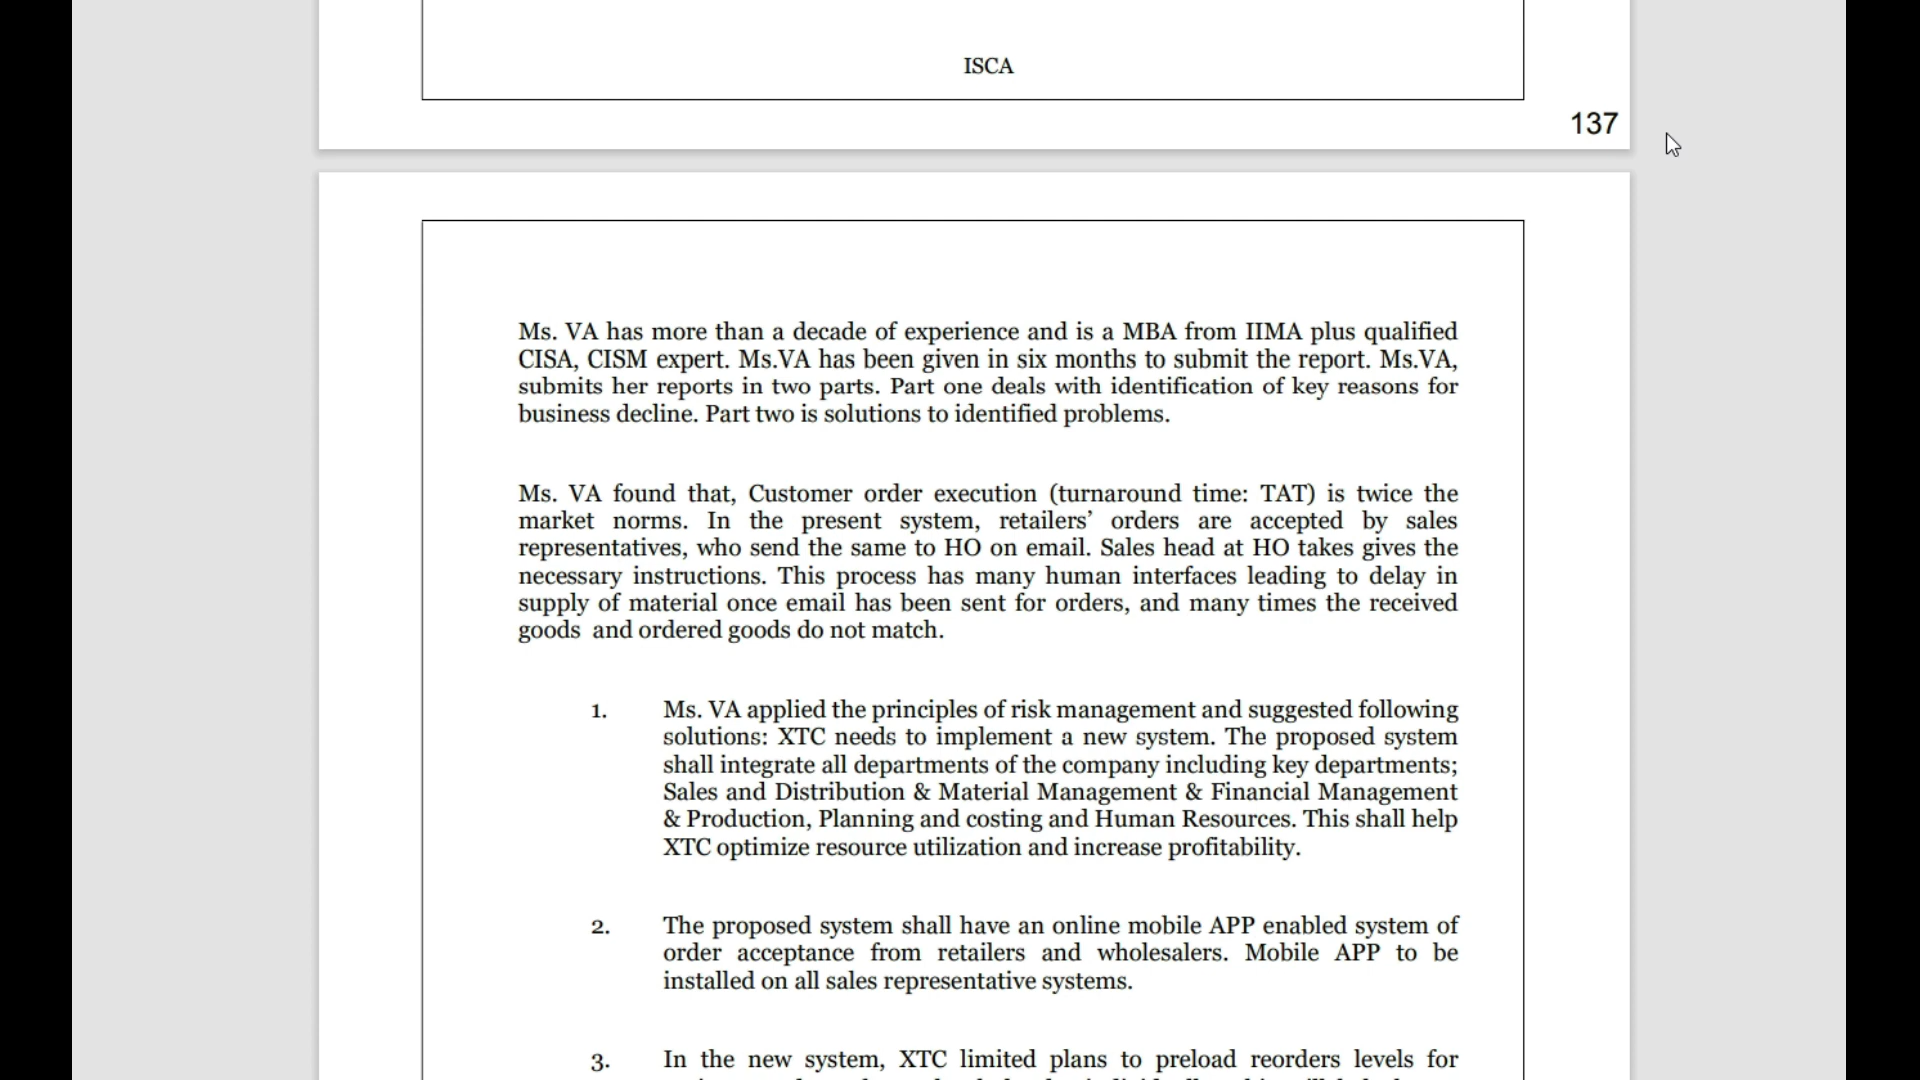 ISCA
137
Ms. VA has more than a decade of experience and is a MBA from IIMA plus qualified
CISA, CISM expert. Ms.VA has been given in six months to submit the report. Ms.VA,
submits her reports in two parts. Part one deals with identification of key reasons for
business decline. Part two is solutions to identified problems.
Ms. VA found that, Customer order execution (turnaround time: TAT) is twice the
market norms. In the present system, retailers’ orders are accepted by sales
representatives, who send the same to HO on email. Sales head at HO takes gives the
necessary instructions. This process has many human interfaces leading to delay in
supply of material once email has been sent for orders, and many times the received
goods and ordered goods do not match.
1. Ms. VA applied the principles of risk management and suggested following
solutions: XTC needs to implement a new system. The proposed system
shall integrate all departments of the company including key departments;
Sales and Distribution & Material Management & Financial Management
& Production, Planning and costing and Human Resources. This shall help
XTC optimize resource utilization and increase profitability.
2. The proposed system shall have an online mobile APP enabled system of
order acceptance from retailers and wholesalers. Mobile APP to be
installed on all sales representative systems.
3. In the new system, XTC limited plans to preload reorders levels for